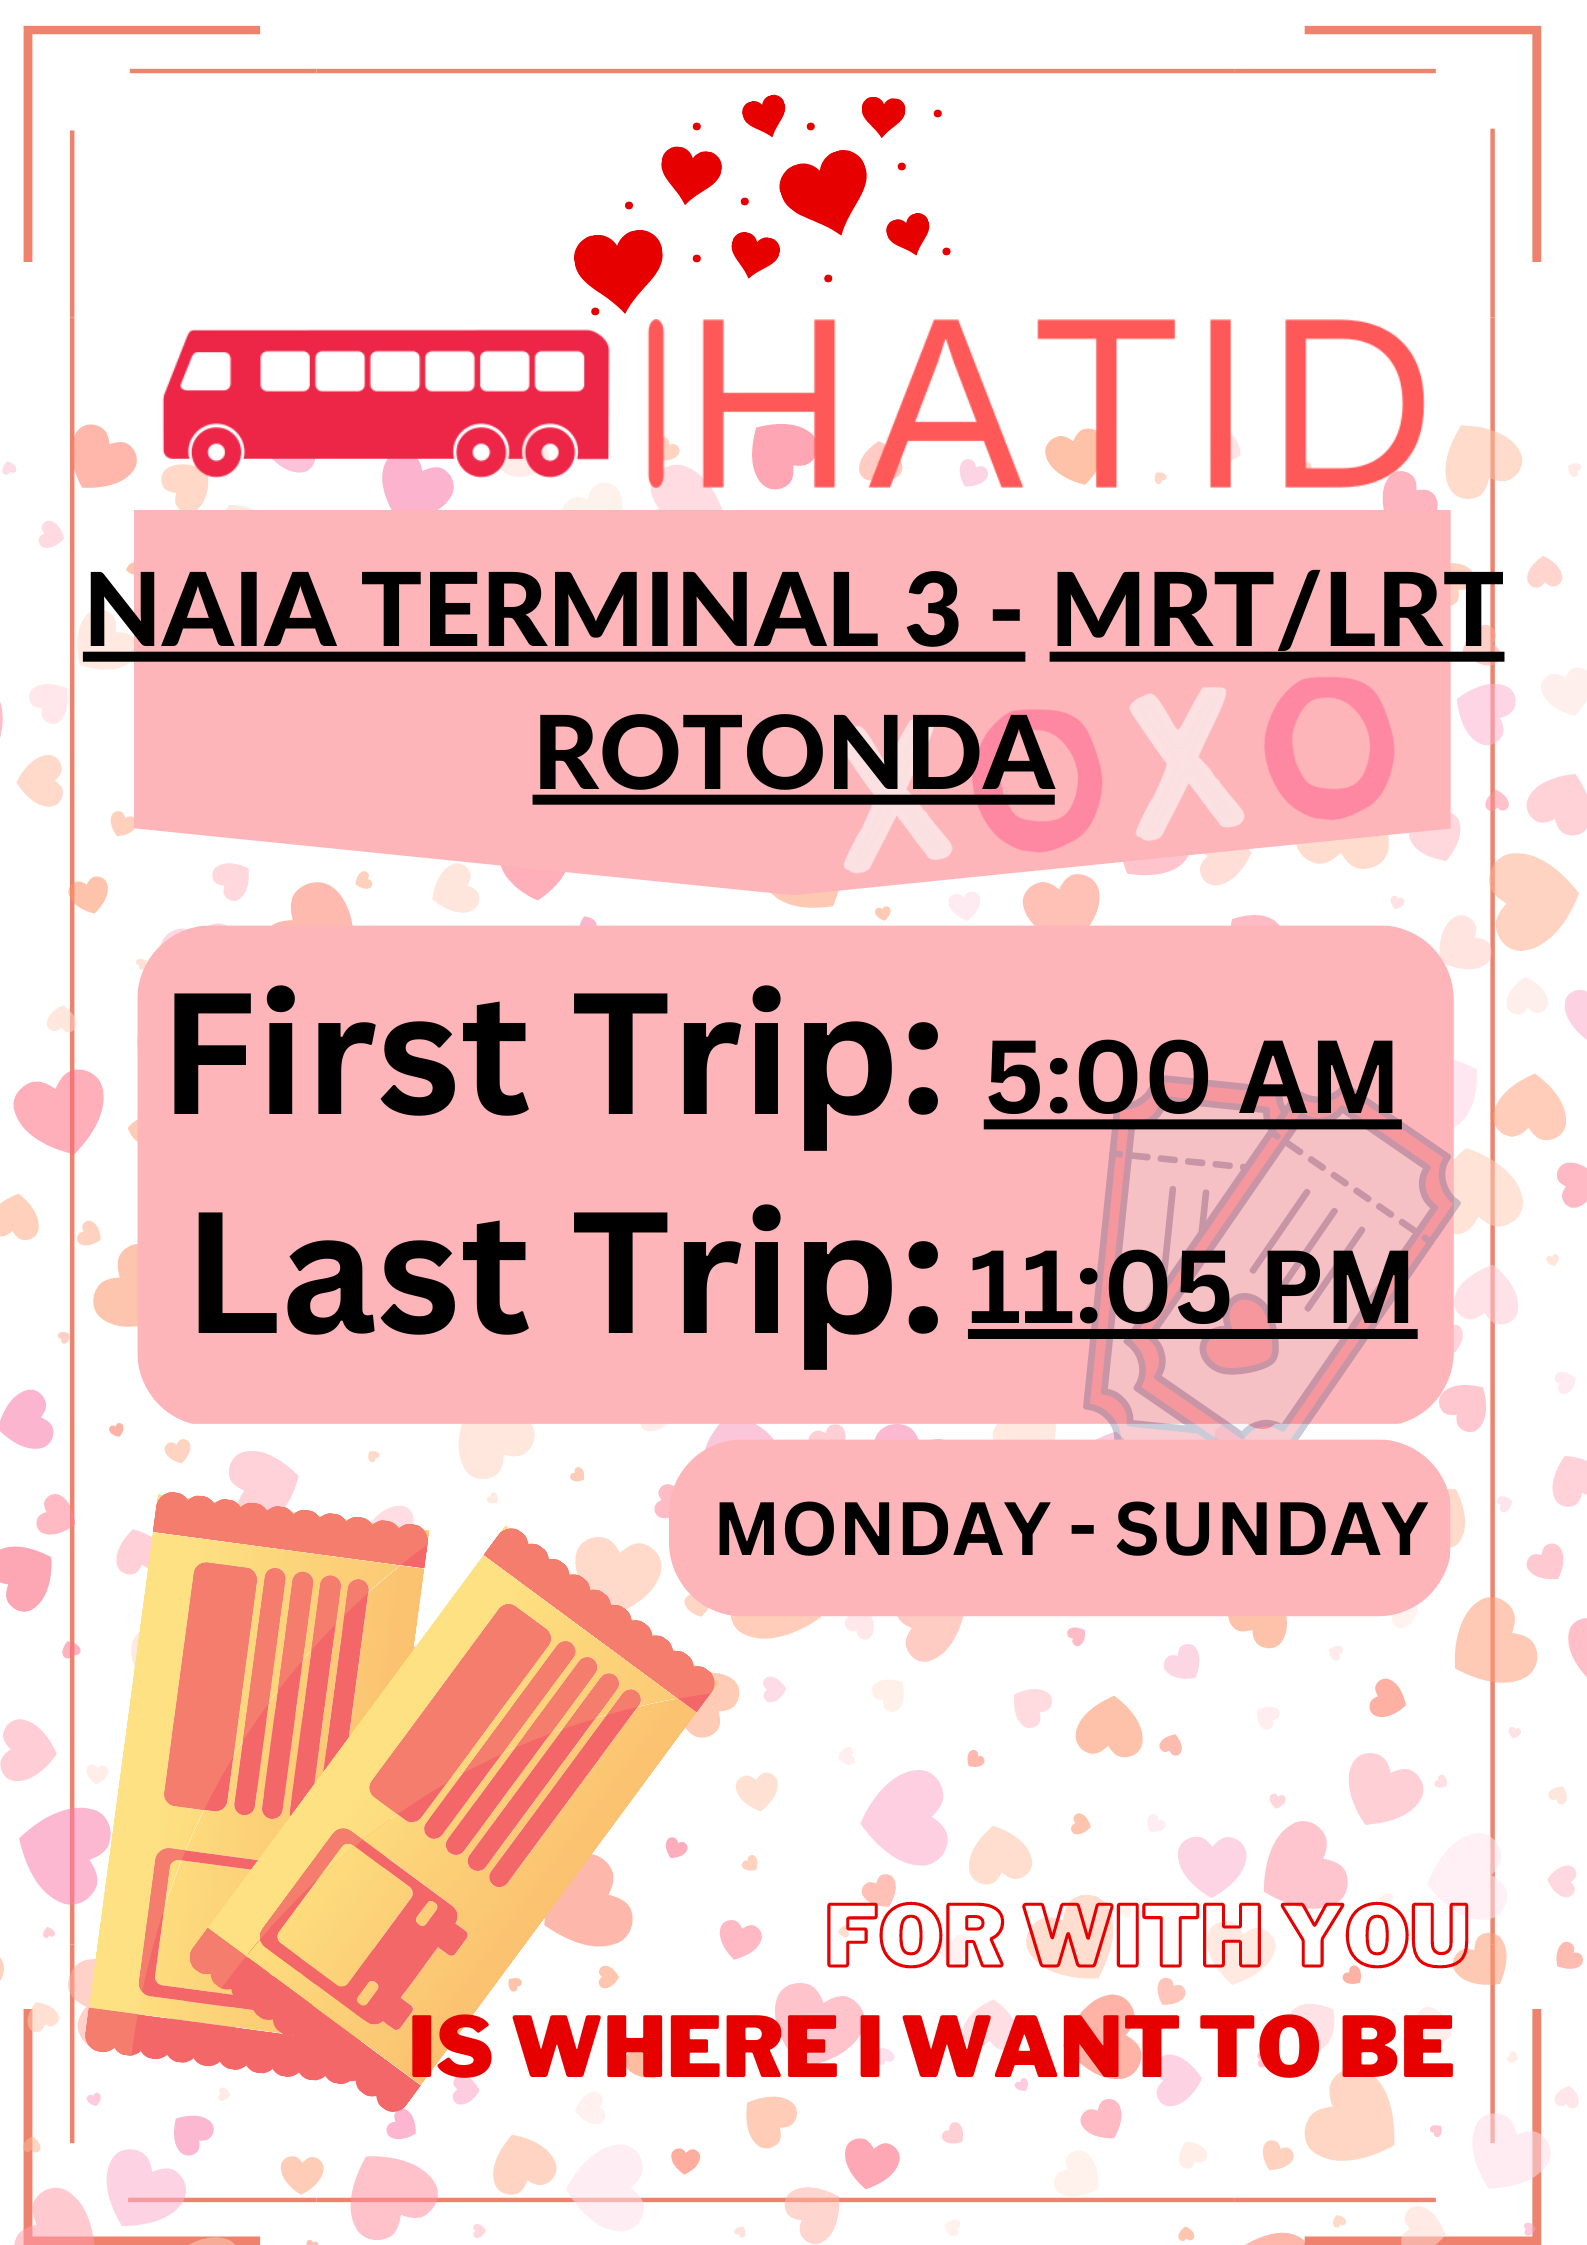 IHATID
NAIA TERMINAL 3 - MRT/LRT
ROTONDA
XOXO
First Trip: 5:00 AM
Last Trip: 11:05 PM
MONDAY - SUNDAY
FOR WITH YOU
IS WHERE I WANT TO BE